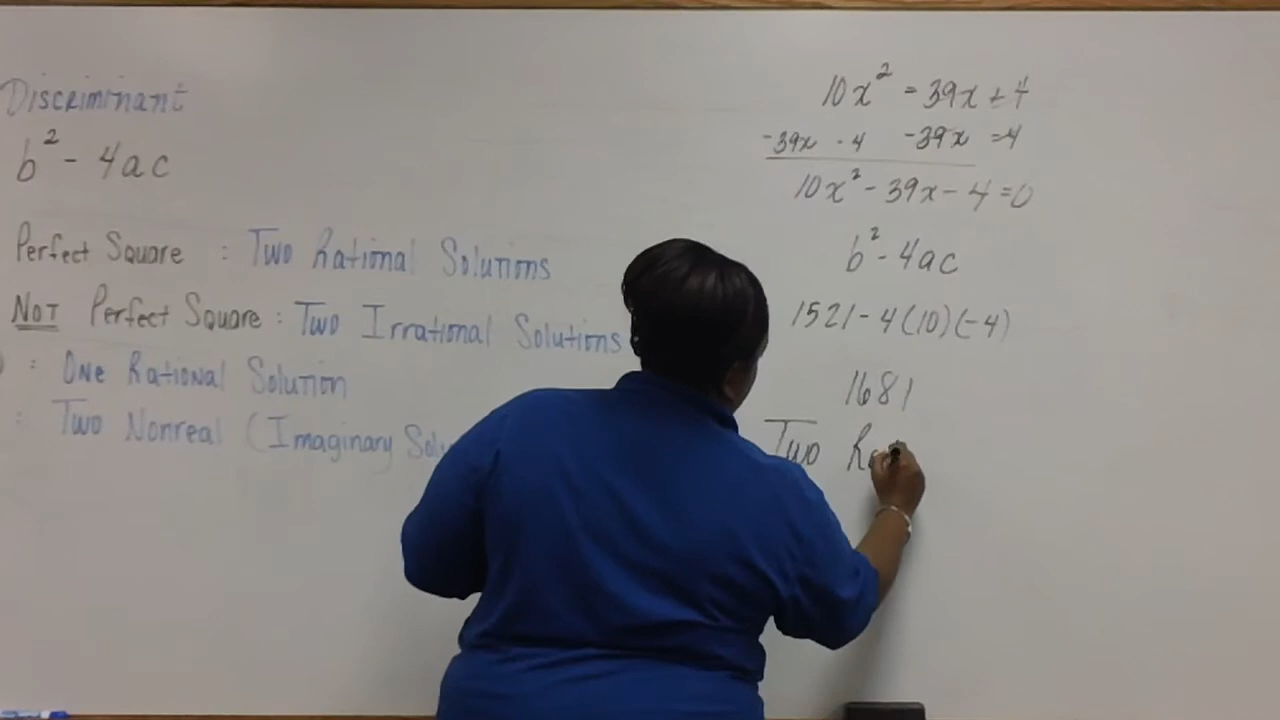 Discriminant
b² - 4ac
Perfect Square : Two Rational Solutions
NOT Perfect Square : Two Irrational Solutions
: ONE Rational Solution
: Two Nonreal (Imaginary
10x² = 39x + 4
-39x - 4 -39x = 4
10x² - 39x - 4 = 0
b² - 4ac
1521 - 4(10)(-4)
1681
Two